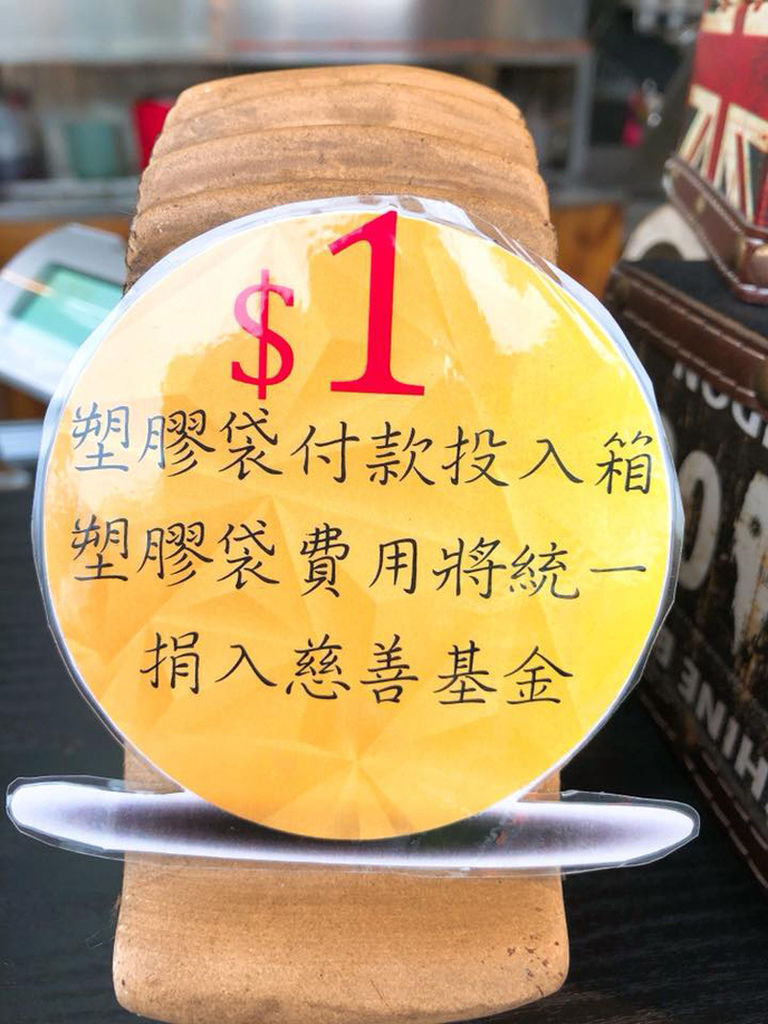 $1
塑膠袋付款投入箱
塑膠袋費用將統一
捐入慈善基金